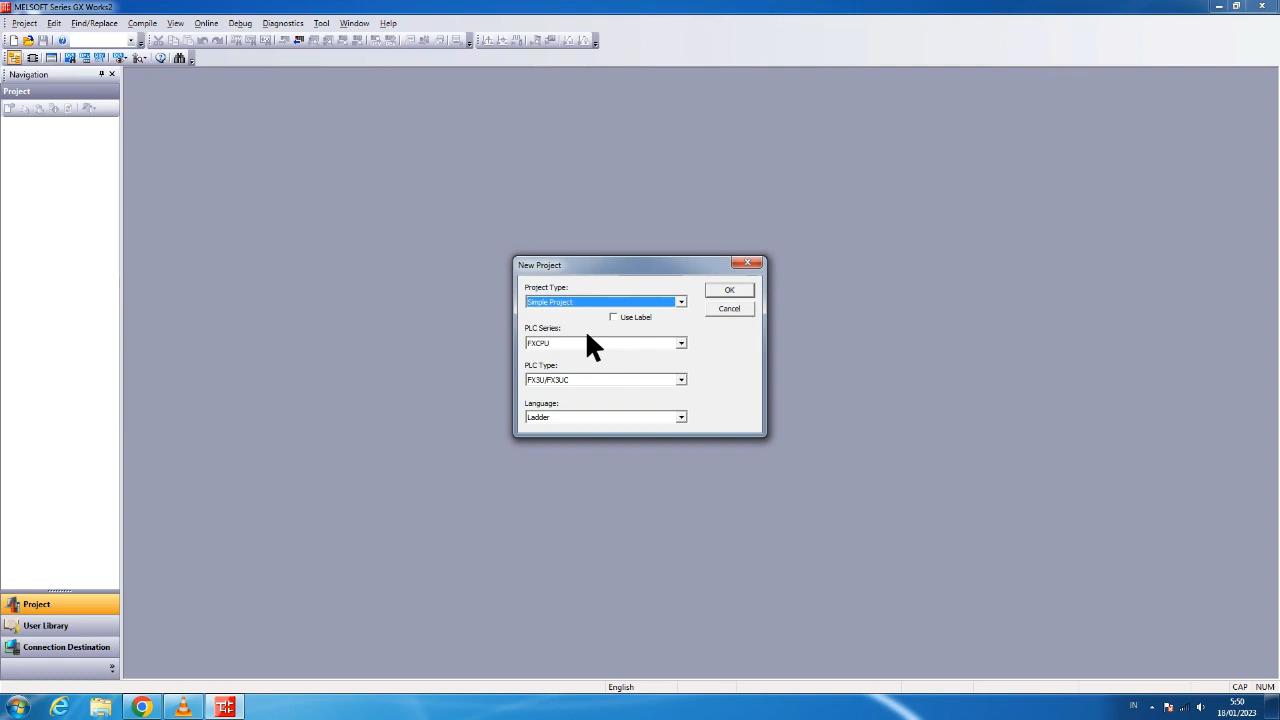 MELSOFT Series GX Works2
Project Edit Find/Replace Compile View Online Debug Diagnostics Tool Window Help
Navigation
Project
New Project
Project Type:
Simple Project
OK
Use Label
Cancel
PLC Series:
FXCPU
PLC Type:
FX3U/FX3UC
Language:
Ladder
Project
User Library
Connection Destination
English
CAP NUM
IN
5:50
18/01/2023